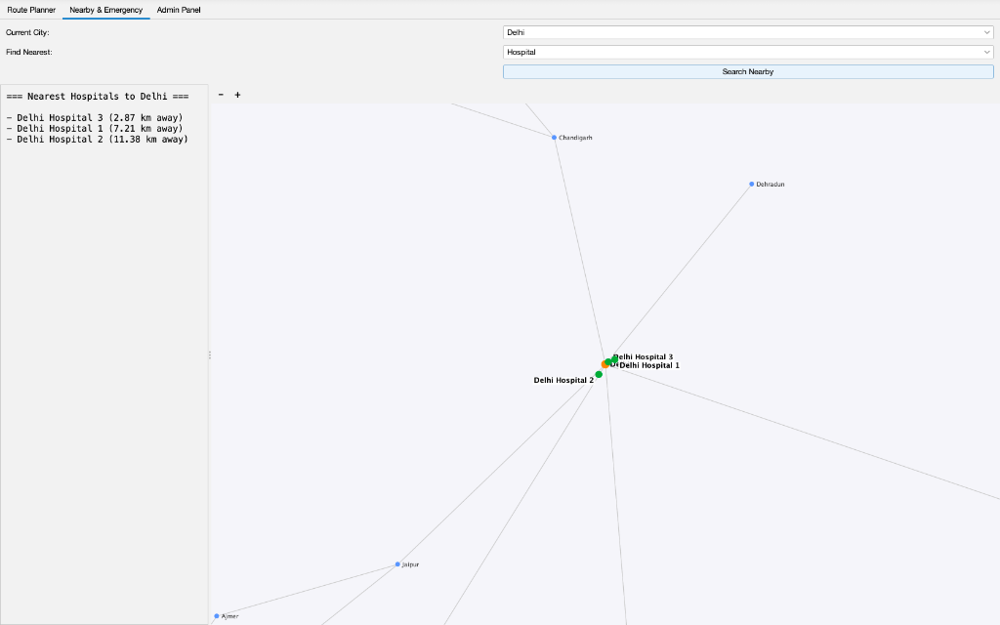 Route Planner
Nearby & Emergency
Admin Panel
Current City:
Delhi
Find Nearest:
Hospital
Search Nearby
=== Nearest Hospitals to Delhi ===
- Delhi Hospital 3 (2.87 km away)
- Delhi Hospital 1 (7.21 km away)
- Delhi Hospital 2 (11.38 km away)
- +
Chandigarh
Dehradun
Delhi Hospital 3
Delhi Hospital 1
Delhi Hospital 2
Jaipur
Ajmer